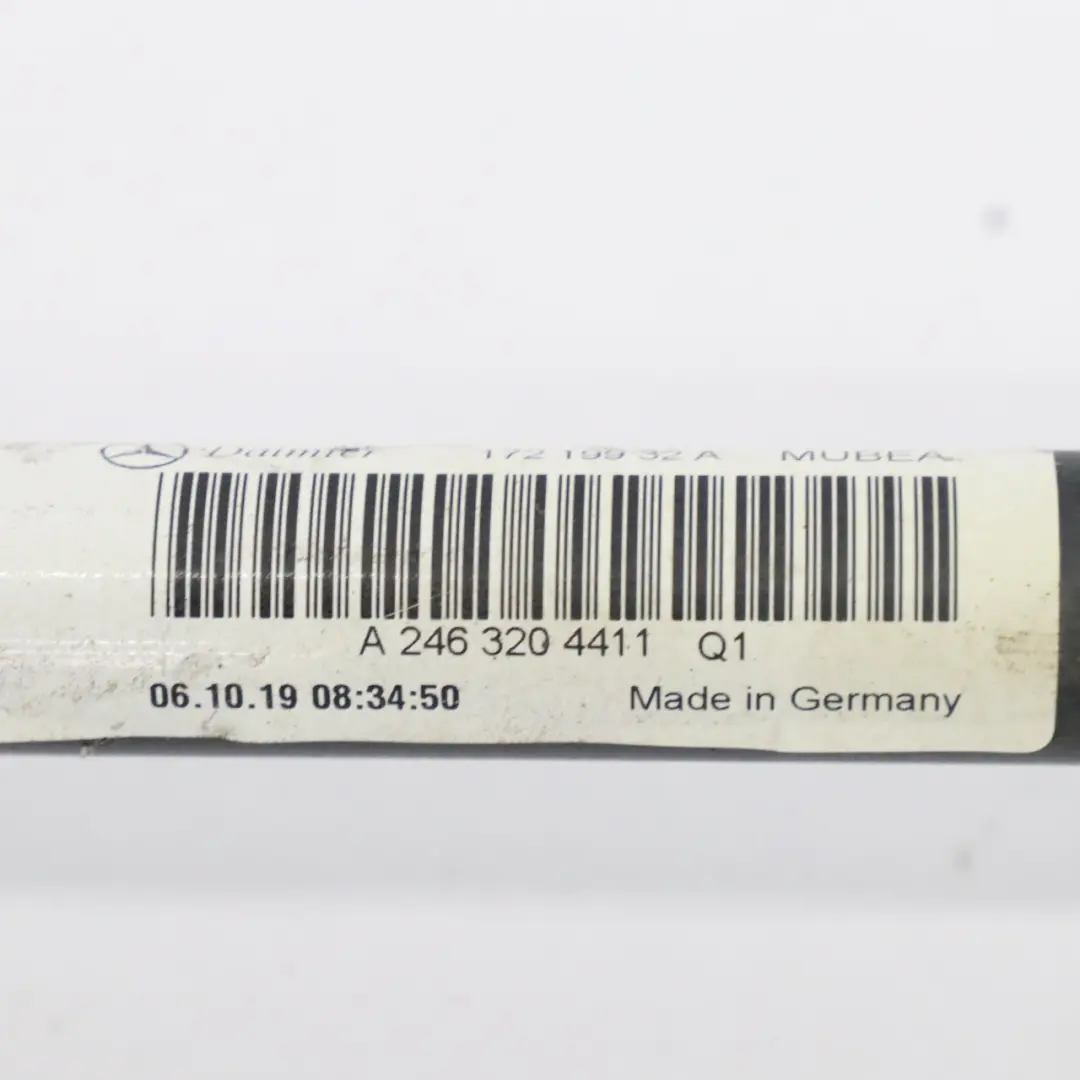 Daimler 172 199 32 A MUBEA
A 246 320 4411 Q1
06.10.19 08:34:50 Made in Germany